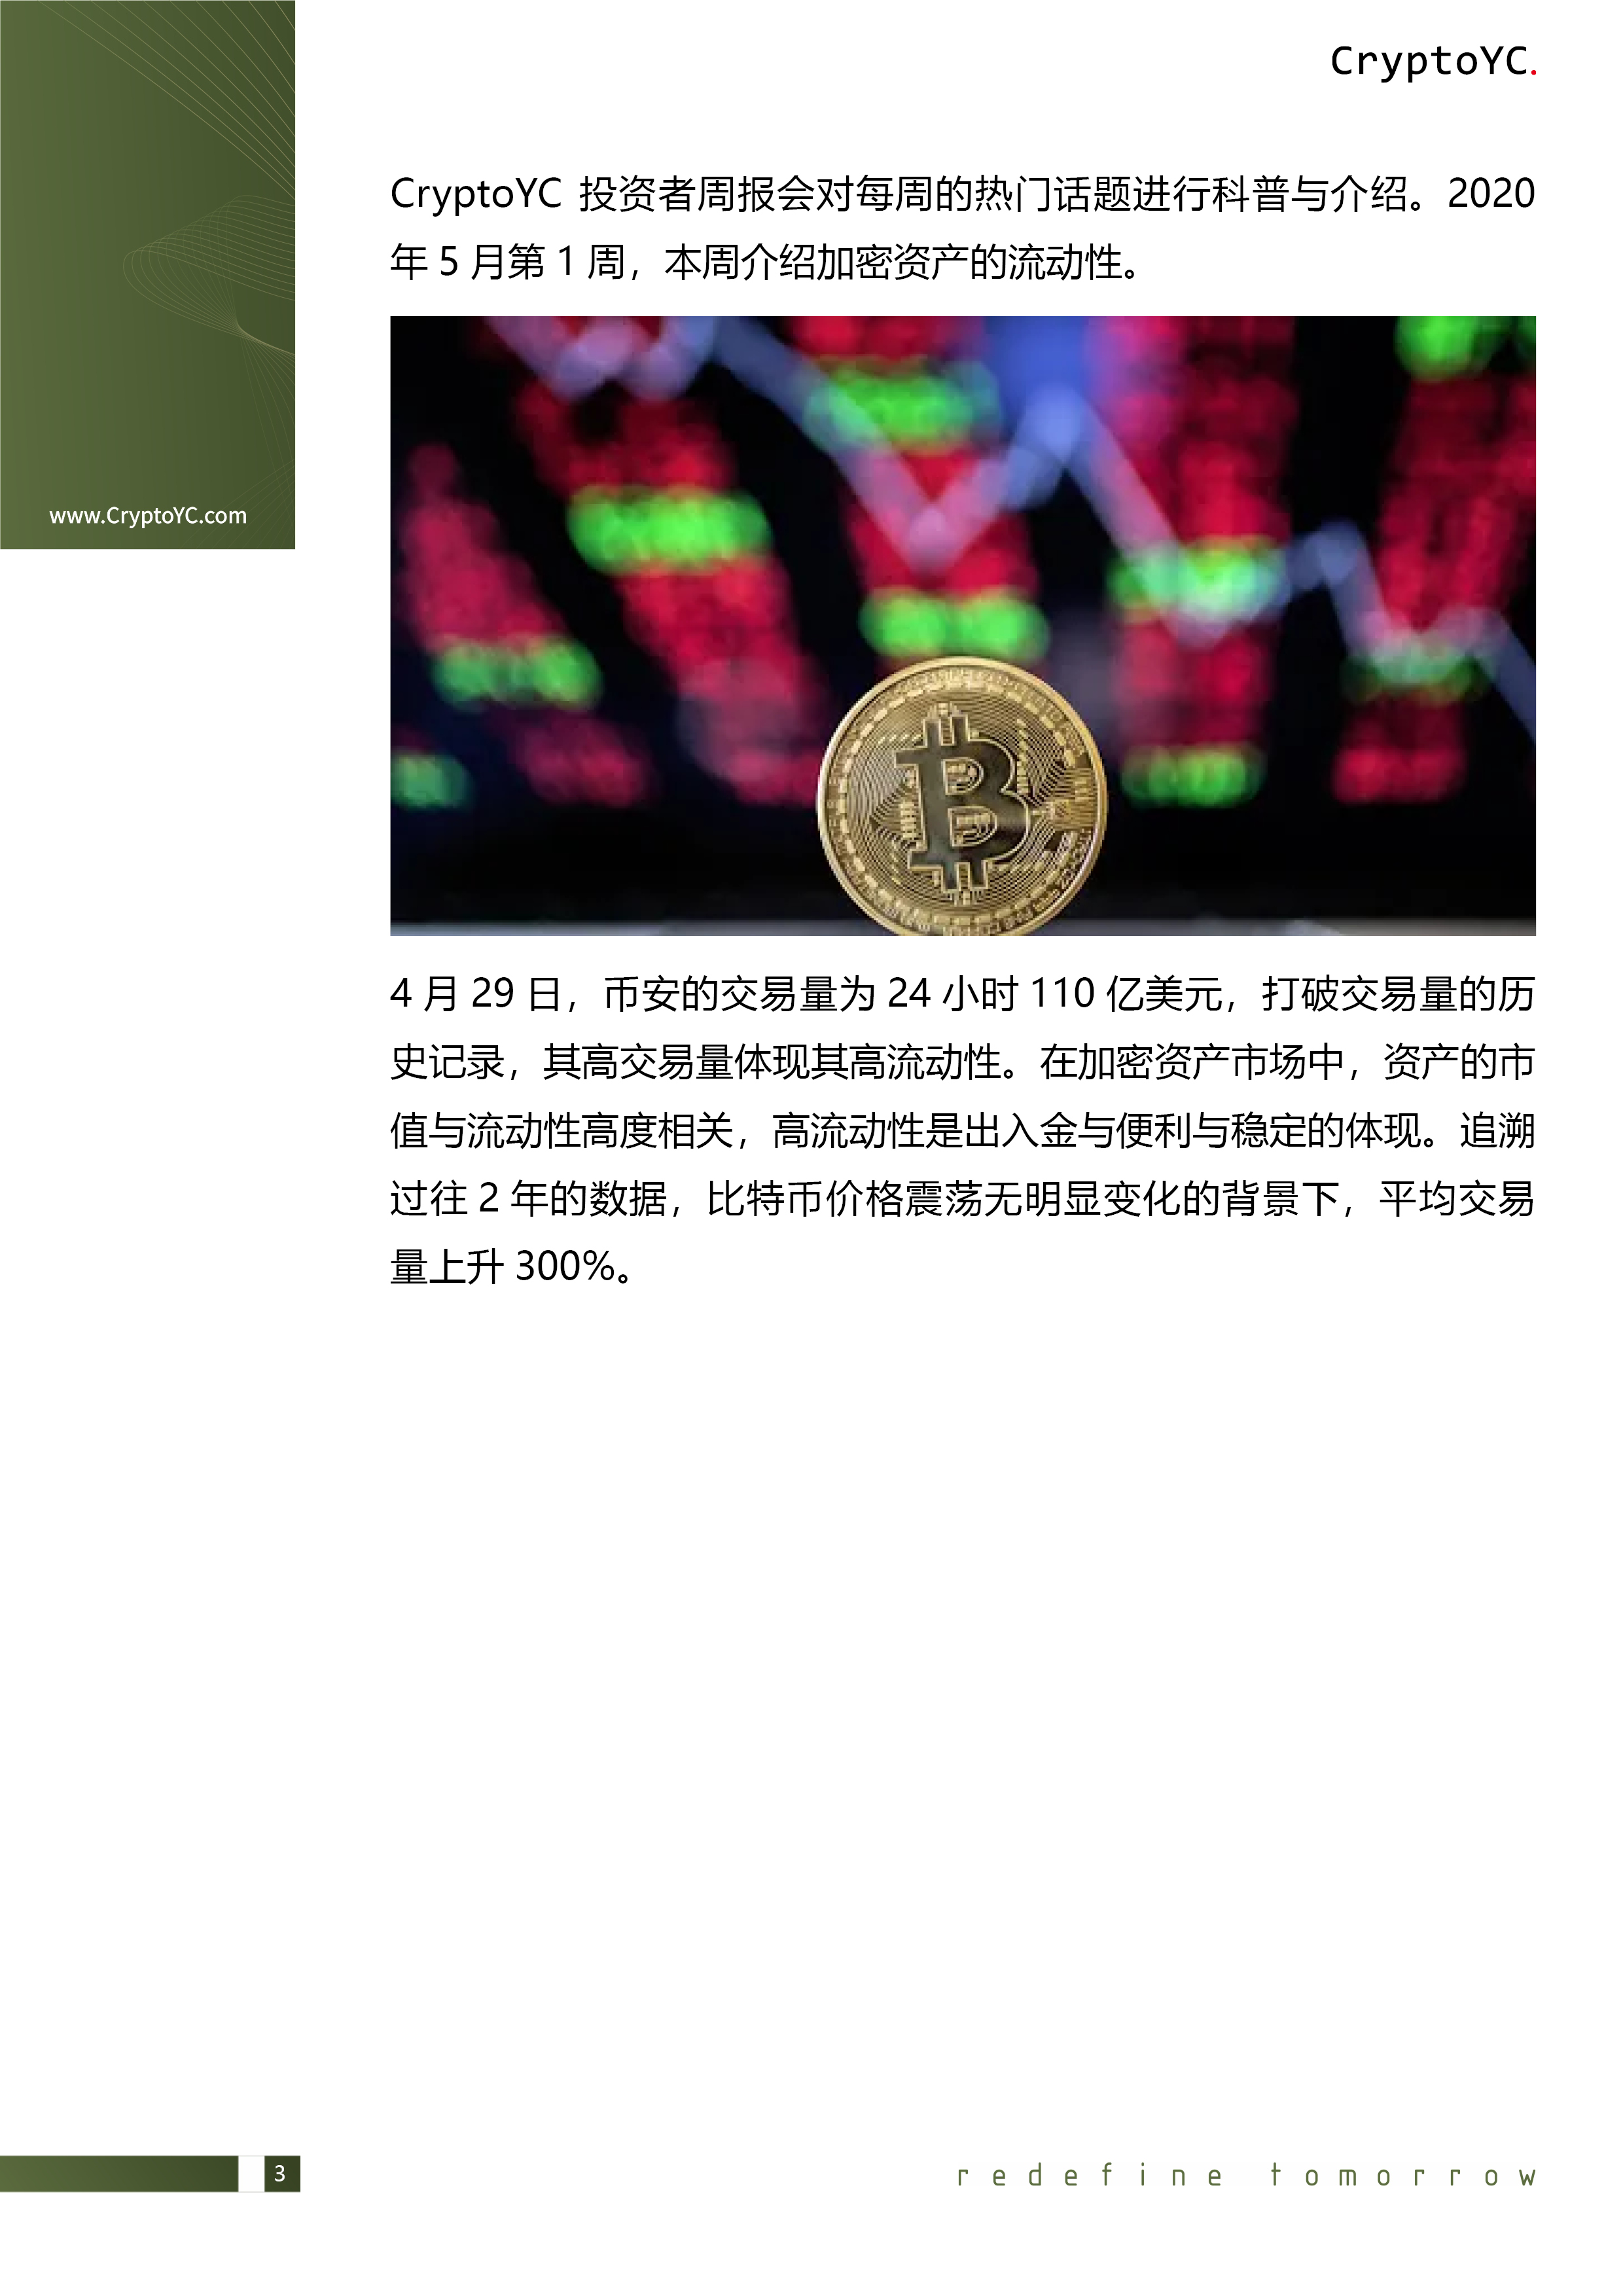 CryptoYC.
www.CryptoYC.com
CryptoYC 投资者周报会对每周的热门话题进行科普与介绍。2020
年 5 月第 1 周，本周介绍加密资产的流动性。
4 月 29 日，币安的交易量为 24 小时 110 亿美元，打破交易量的历
史记录，其高交易量体现其高流动性。在加密资产市场中，资产的市
值与流动性高度相关，高流动性是出入金与便利与稳定的体现。追溯
过往 2 年的数据，比特币价格震荡无明显变化的背景下，平均交易
量上升 300%。
3
redefine tomorrow